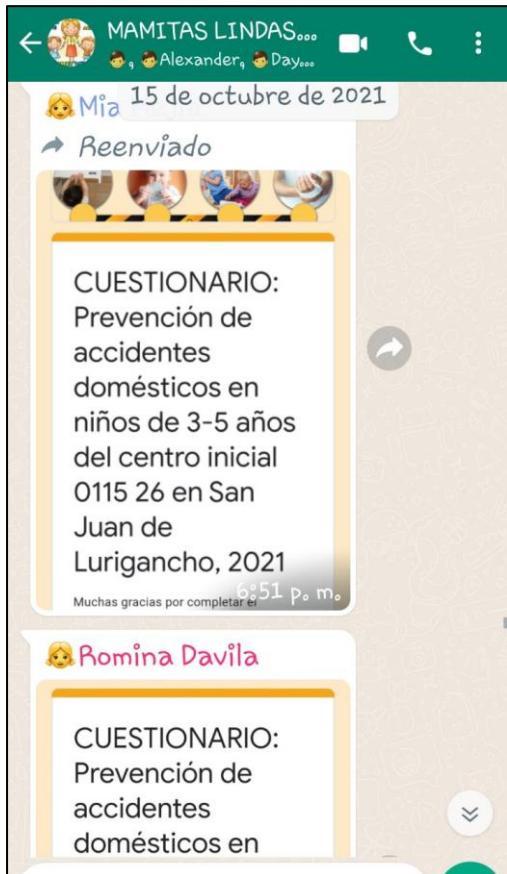 MAMITAS LINDAS...
, Alexander, Day...
15 de octubre de 2021
Mia
Reenviado
CUESTIONARIO:
Prevención de
accidentes
domésticos en
niños de 3-5 años
del centro inicial
0115 26 en San
Juan de
Lurigancho, 2021
Muchas gracias por completar el
6:51 p. m.
Romina Davila
CUESTIONARIO:
Prevención de
accidentes
domésticos en